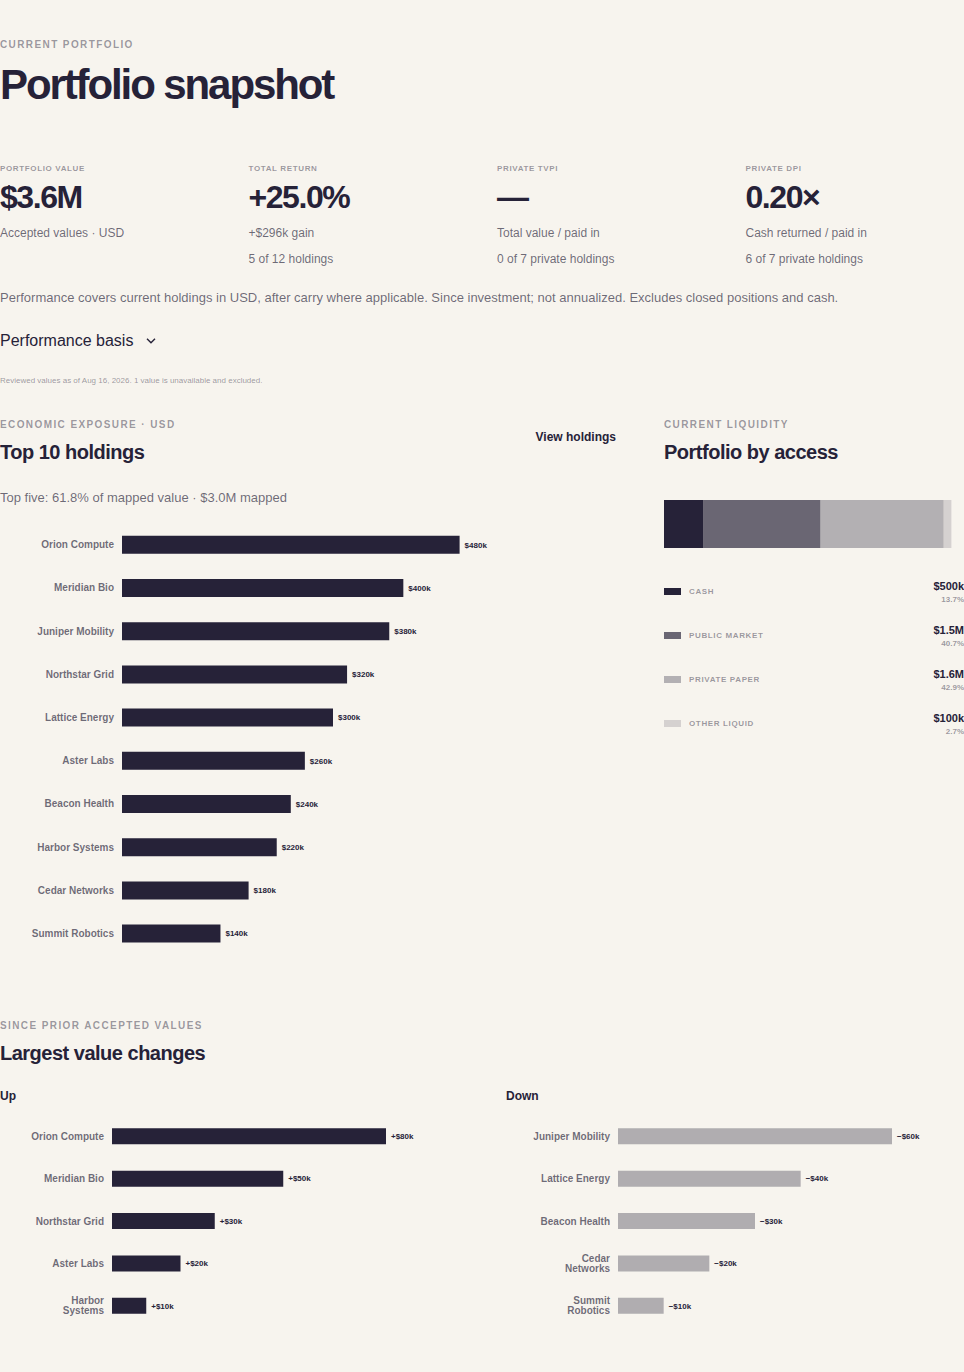 CURRENT PORTFOLIO
Portfolio snapshot
PORTFOLIO VALUE
$3.6M
Accepted values · USD
TOTAL RETURN
+25.0%
+$296k gain
5 of 12 holdings
PRIVATE TVPI
—
Total value / paid in
0 of 7 private holdings
PRIVATE DPI
0.20×
Cash returned / paid in
6 of 7 private holdings
Performance covers current holdings in USD, after carry where applicable. Since investment; not annualized. Excludes closed positions and cash.
Performance basis
Reviewed values as of Aug 16, 2026. 1 value is unavailable and excluded.
ECONOMIC EXPOSURE · USD
Top 10 holdings
View holdings
Top five: 61.8% of mapped value · $3.0M mapped
Orion Compute $480k
Meridian Bio $400k
Juniper Mobility $380k
Northstar Grid $320k
Lattice Energy $300k
Aster Labs $260k
Beacon Health $240k
Harbor Systems $220k
Cedar Networks $180k
Summit Robotics $140k
CURRENT LIQUIDITY
Portfolio by access
CASH $500k
13.7%
PUBLIC MARKET $1.5M
40.7%
PRIVATE PAPER $1.6M
42.9%
OTHER LIQUID $100k
2.7%
SINCE PRIOR ACCEPTED VALUES
Largest value changes
Up
Orion Compute +$80k
Meridian Bio +$50k
Northstar Grid +$30k
Aster Labs +$20k
Harbor
Systems +$10k
Down
Juniper Mobility −$60k
Lattice Energy −$40k
Beacon Health −$30k
Cedar
Networks −$20k
Summit
Robotics −$10k